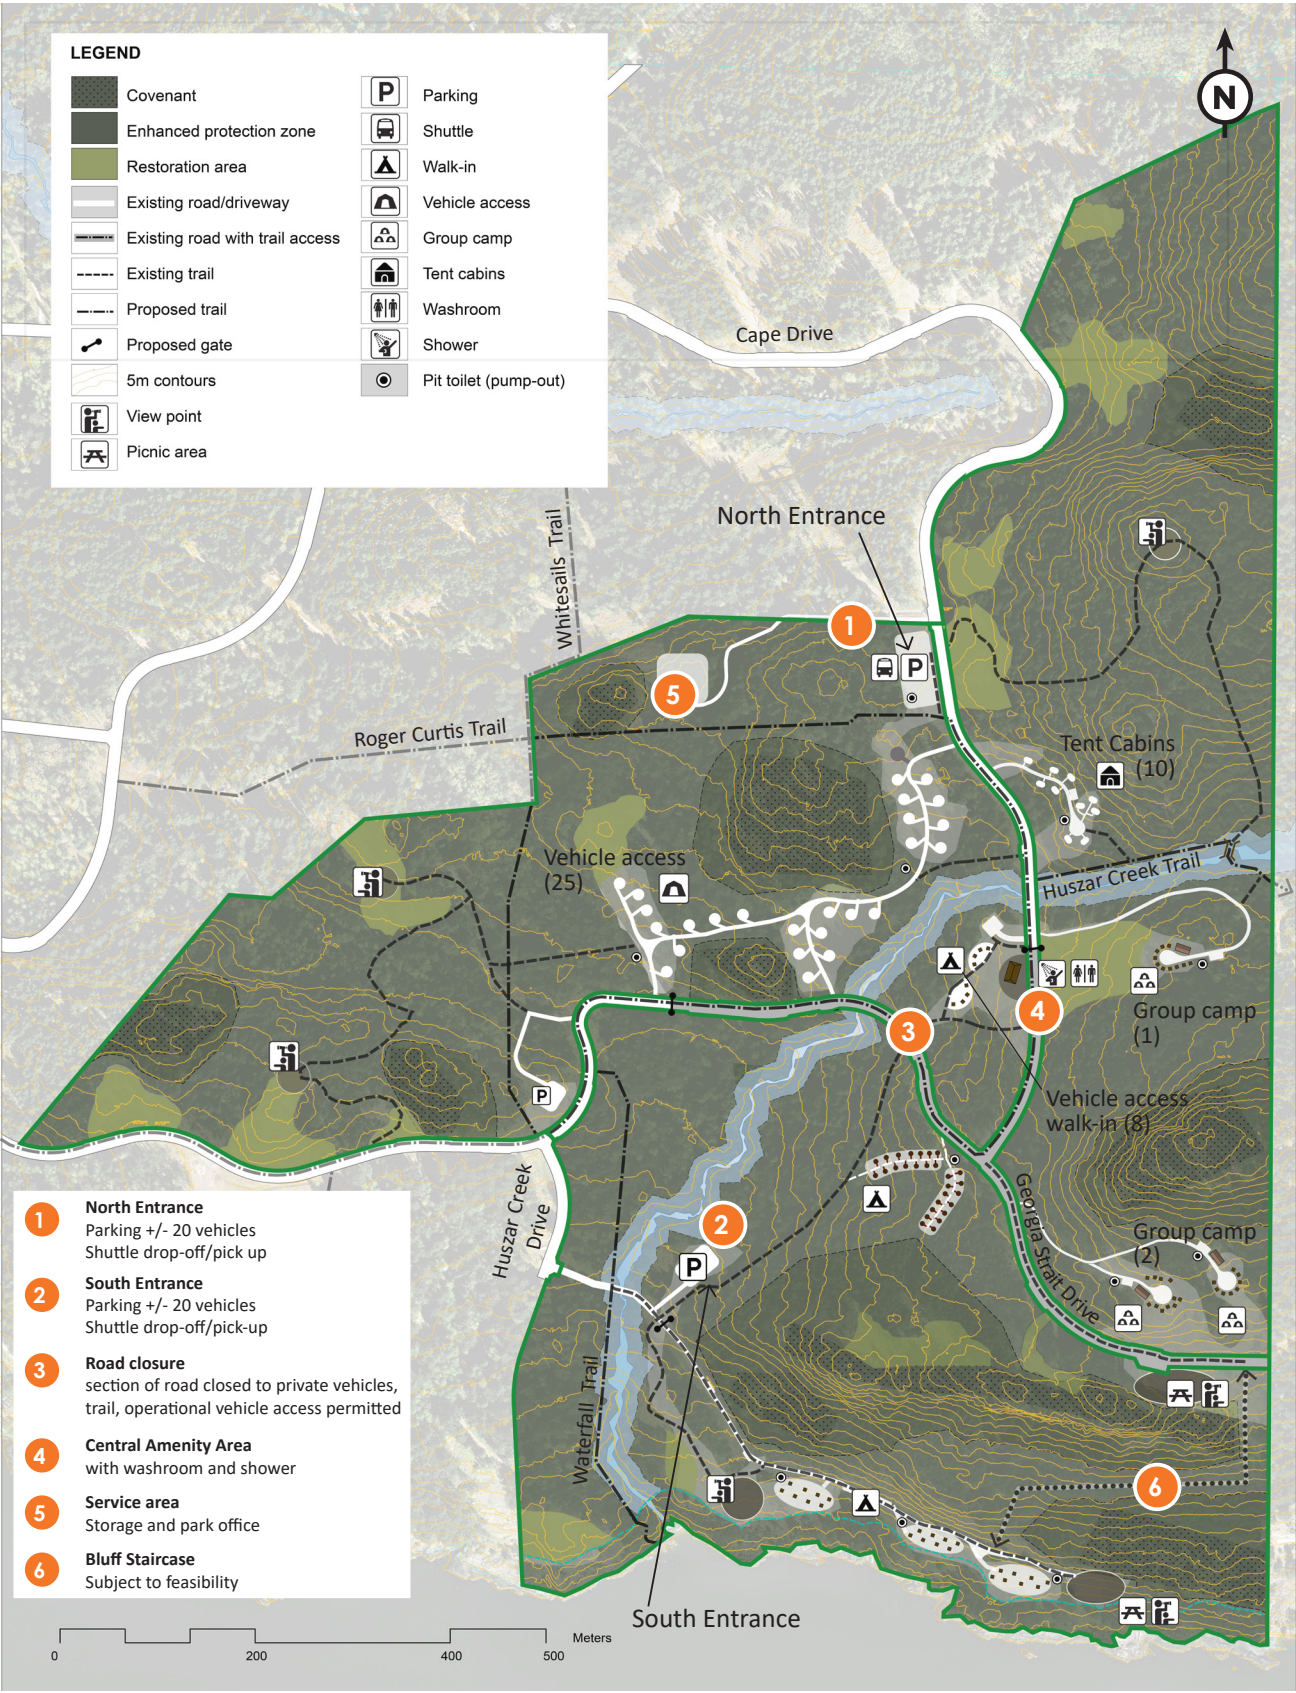 LEGEND
Covenant
Enhanced protection zone
Restoration area
Existing road/driveway
Existing road with trail access
Existing trail
Proposed trail
Proposed gate
5m contours
View point
Picnic area
P Parking
Shuttle
Walk-in
Vehicle access
Group camp
Tent cabins
Washroom
Shower
Pit toilet (pump-out)
N
Cape Drive
North Entrance
Whitesails Trail
1
P
5
Roger Curtis Trail
Tent Cabins
(10)
Vehicle access
(25)
Huszar Creek Trail
4
3
Group camp
(1)
P
Vehicle access
walk-in (8)
Huszar Creek
Drive
2
P
Georgia Strait Drive
Group camp
(2)
Waterfall Trail
6
South Entrance
1 North Entrance
Parking +/- 20 vehicles
Shuttle drop-off/pick up
2 South Entrance
Parking +/- 20 vehicles
Shuttle drop-off/pick-up
3 Road closure
section of road closed to private vehicles,
trail, operational vehicle access permitted
4 Central Amenity Area
with washroom and shower
5 Service area
Storage and park office
6 Bluff Staircase
Subject to feasibility
Meters
0 200 400 500